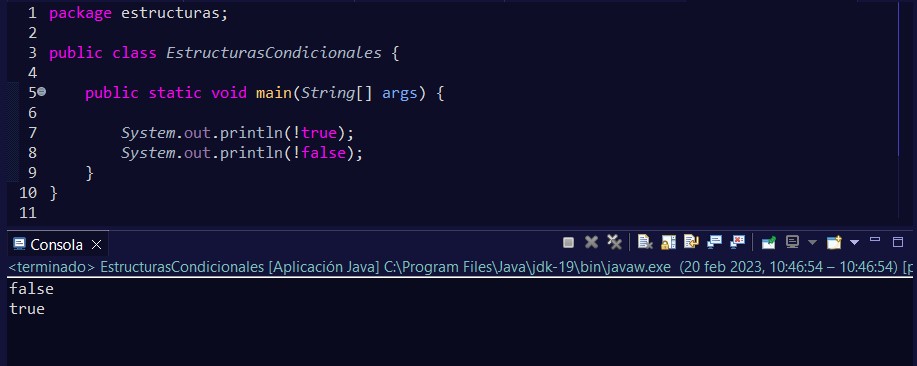 1 package estructuras;
2
3 public class EstructurasCondicionales {
4
5 public static void main(String[] args) {
6
7 System.out.println(!true);
8 System.out.println(!false);
9 }
10 }
11
Consola
<terminado> EstructurasCondicionales [Aplicación Java] C:\Program Files\Java\jdk-19\bin\javaw.exe (20 feb 2023, 10:46:54 – 10:46:54) [p
false
true